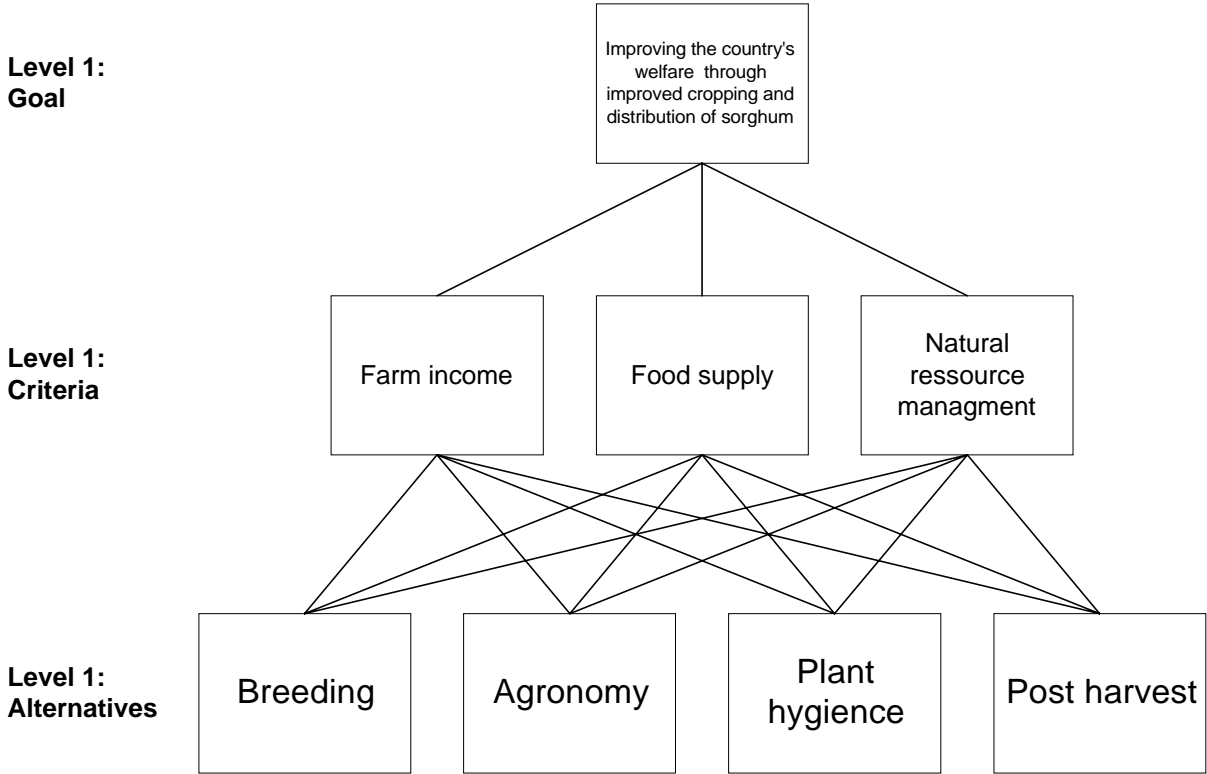 Level 1:
Goal
Improving the country's
welfare through
improved cropping and
distribution of sorghum
Level 1:
Criteria
Farm income
Food supply
Natural
ressource
managment
Level 1:
Alternatives
Breeding
Agronomy
Plant
hygience
Post harvest